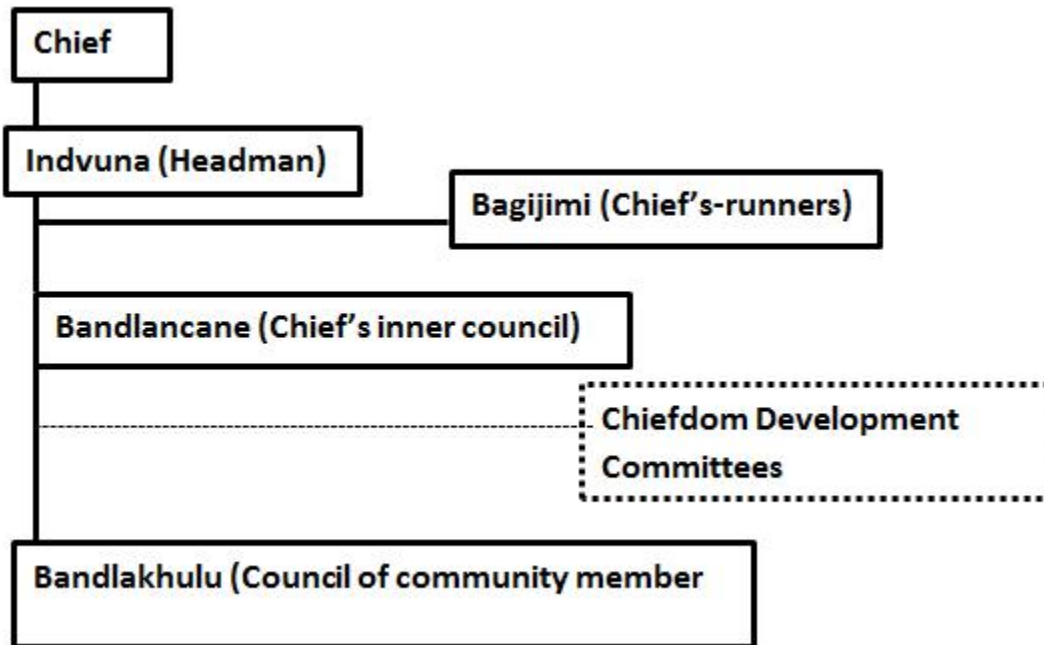 Chief
Indvuna (Headman)
Bagijimi (Chief’s-runners)
Bandlancane (Chief’s inner council)
Chiefdom Development
Committees
Bandlakhulu (Council of community member